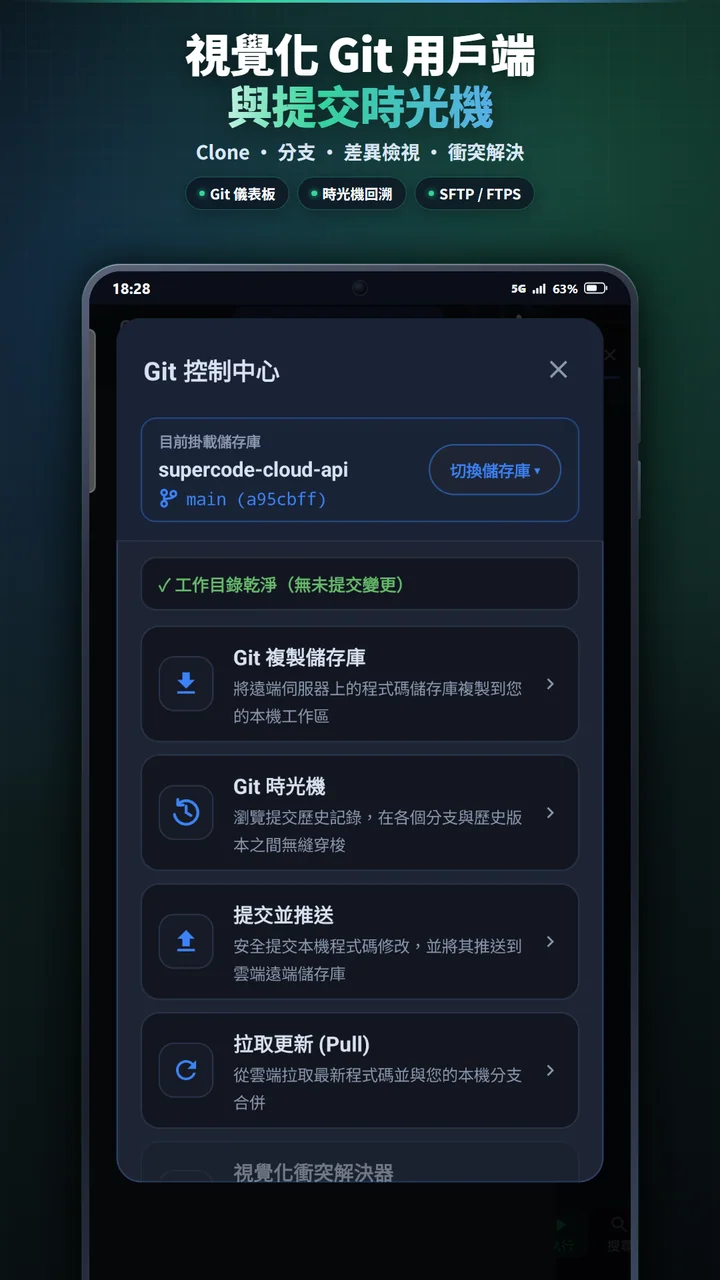 視覺化 Git 用戶端
與提交時光機
Clone • 分支 • 差異檢視 • 衝突解決
Git 儀表板
時光機回溯
SFTP / FTPS
18:28
5G
63%
Git 控制中心
目前掛載儲存庫
supercode-cloud-api
main (a95cbff)
切換儲存庫 ▾
✓ 工作目錄乾淨（無未提交變更）
Git 複製儲存庫
將遠端伺服器上的程式碼儲存庫複製到您
的本機工作區
Git 時光機
瀏覽提交歷史記錄，在各個分支與歷史版
本之間無縫穿梭
提交並推送
安全提交本機程式碼修改，並將其推送到
雲端遠端儲存庫
拉取更新 (Pull)
從雲端拉取最新程式碼並與您的本機分支
合併
視覺化衝突解決器